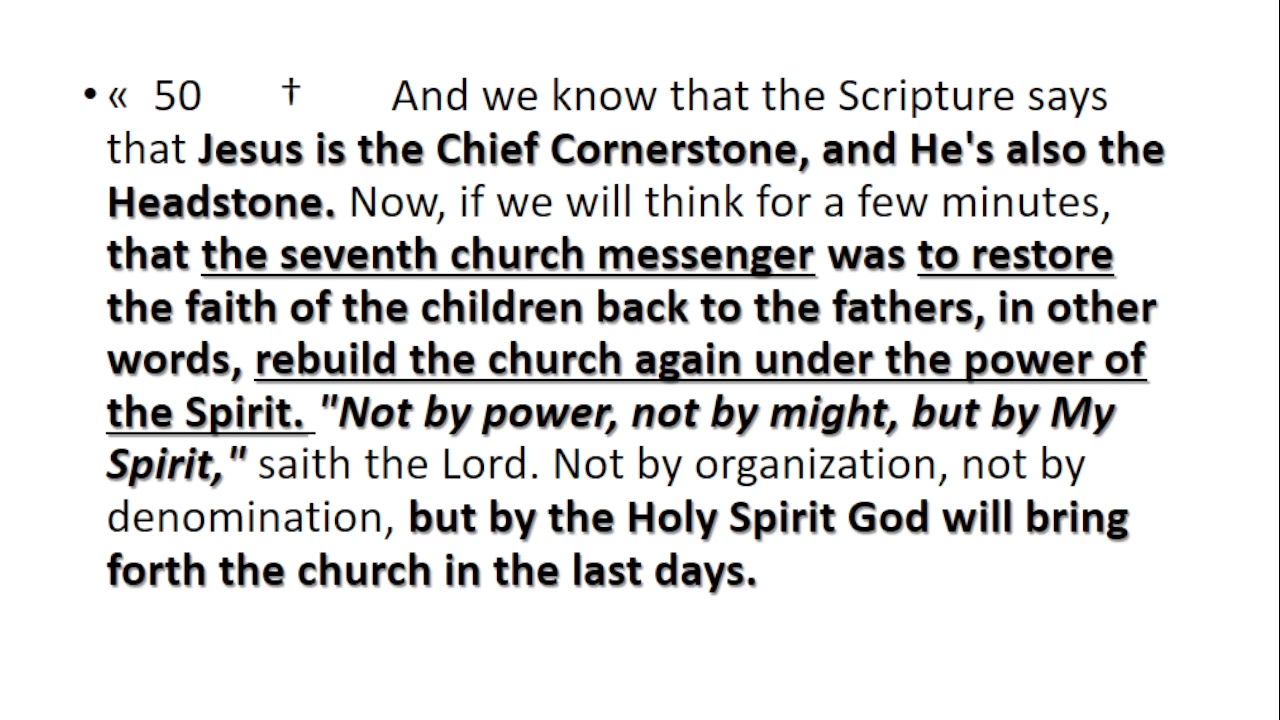 • « 50 † And we know that the Scripture says
that Jesus is the Chief Cornerstone, and He's also the
Headstone. Now, if we will think for a few minutes,
that the seventh church messenger was to restore
the faith of the children back to the fathers, in other
words, rebuild the church again under the power of
the Spirit. "Not by power, not by might, but by My
Spirit," saith the Lord. Not by organization, not by
denomination, but by the Holy Spirit God will bring
forth the church in the last days.